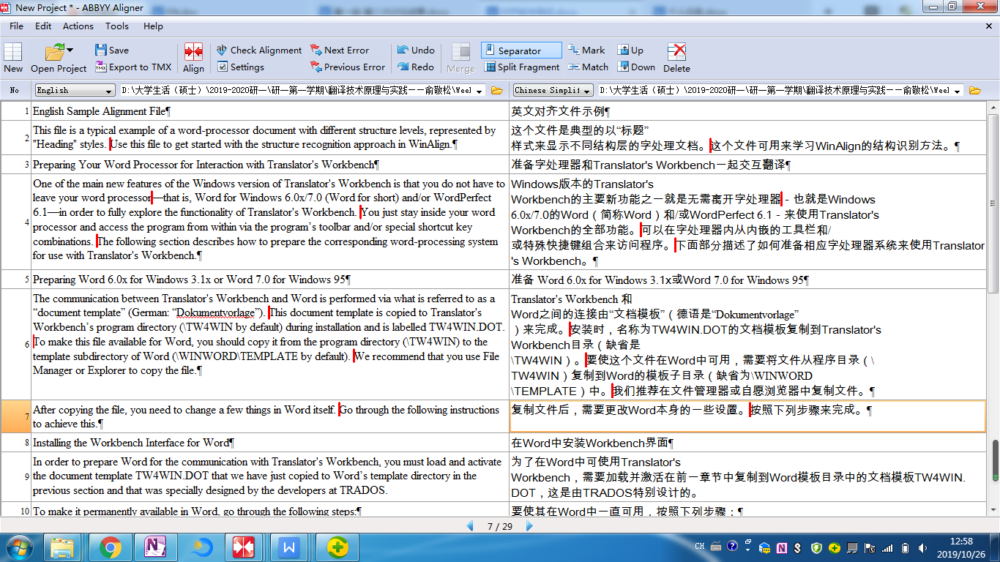 New Project * - ABBYY Aligner
File Edit Actions Tools Help
Save Check Alignment Next Error Undo Separator Mark Up
New Open Project Export to TMX Align Settings Previous Error Redo Merge Split Fragment Match Down Delete
No English D:\大学生活（硕士）\2019-2020研一\研一第一学期\翻译技术原理与实践——俞敬松\Weel Chinese Simplif D:\大学生活（硕士）\2019-2020研一\研一第一学期\翻译技术原理与实践——俞敬松\Weel
1 English Sample Alignment File¶
英文对齐文件示例¶
2 This file is a typical example of a word-processor document with different structure levels, represented by
"Heading" styles. Use this file to get started with the structure recognition approach in WinAlign.¶
这个文件是典型的以“标题”
样式来显示不同结构层的字处理文档。这个文件可用来学习WinAlign的结构识别方法。¶
3 Preparing Your Word Processor for Interaction with Translator's Workbench¶
准备字处理器和Translator's Workbench一起交互翻译¶
4 One of the main new features of the Windows version of Translator's Workbench is that you do not have to
leave your word processor—that is, Word for Windows 6.0x/7.0 (Word for short) and/or WordPerfect
6.1—in order to fully explore the functionality of Translator's Workbench. You just stay inside your word
processor and access the program from within via the program’s toolbar and/or special shortcut key
combinations. The following section describes how to prepare the corresponding word-processing system
for use with Translator's Workbench.¶
Windows版本的Translator's
Workbench的主要新功能之一就是无需离开字处理器 - 也就是Windows
6.0x/7.0的Word（简称Word）和/或WordPerfect 6.1 - 来使用Translator's
Workbench的全部功能。可以在字处理器内从内嵌的工具栏和/
或特殊快捷键组合来访问程序。下面部分描述了如何准备相应字处理器系统来使用Translator
's Workbench。¶
5 Preparing Word 6.0x for Windows 3.1x or Word 7.0 for Windows 95¶
准备 Word 6.0x for Windows 3.1x或Word 7.0 for Windows 95¶
6 The communication between Translator's Workbench and Word is performed via what is referred to as a
“document template” (German: “Dokumentvorlage”). This document template is copied to Translator's
Workbench’s program directory (\TW4WIN by default) during installation and is labelled TW4WIN.DOT.
To make this file available for Word, you should copy it from the program directory (\TW4WIN) to the
template subdirectory of Word (\WINWORD\TEMPLATE by default). We recommend that you use File
Manager or Explorer to copy the file.¶
Translator's Workbench 和
Word之间的连接由“文档模板”（德语是“Dokumentvorlage”
）来完成。安装时，名称为TW4WIN.DOT的文档模板复制到Translator's
Workbench目录（缺省是
\TW4WIN）。要使这个文件在Word中可用，需要将文件从程序目录（\
TW4WIN）复制到Word的模板子目录（缺省为\WINWORD
\TEMPLATE）中。我们推荐在文件管理器或自愿浏览器中复制文件。¶
7 After copying the file, you need to change a few things in Word itself. Go through the following instructions
to achieve this.¶
复制文件后，需要更改Word本身的一些设置。按照下列步骤来完成。¶
8 Installing the Workbench Interface for Word¶
在Word中安装Workbench界面¶
9 In order to prepare Word for the communication with Translator's Workbench, you must load and activate
the document template TW4WIN.DOT that we have just copied to Word’s template directory in the
previous section and that was specially designed by the developers at TRADOS.
为了在Word中可使用Translator's
Workbench，需要加载并激活在前一章节中复制到Word模板目录中的文档模板TW4WIN.
DOT，这是由TRADOS特别设计的。
10 To make it permanently available in Word, go through the following steps:¶
要使其在Word中一直可用，按照下列步骤：¶
7 / 29
CH
12:58
2019/10/26